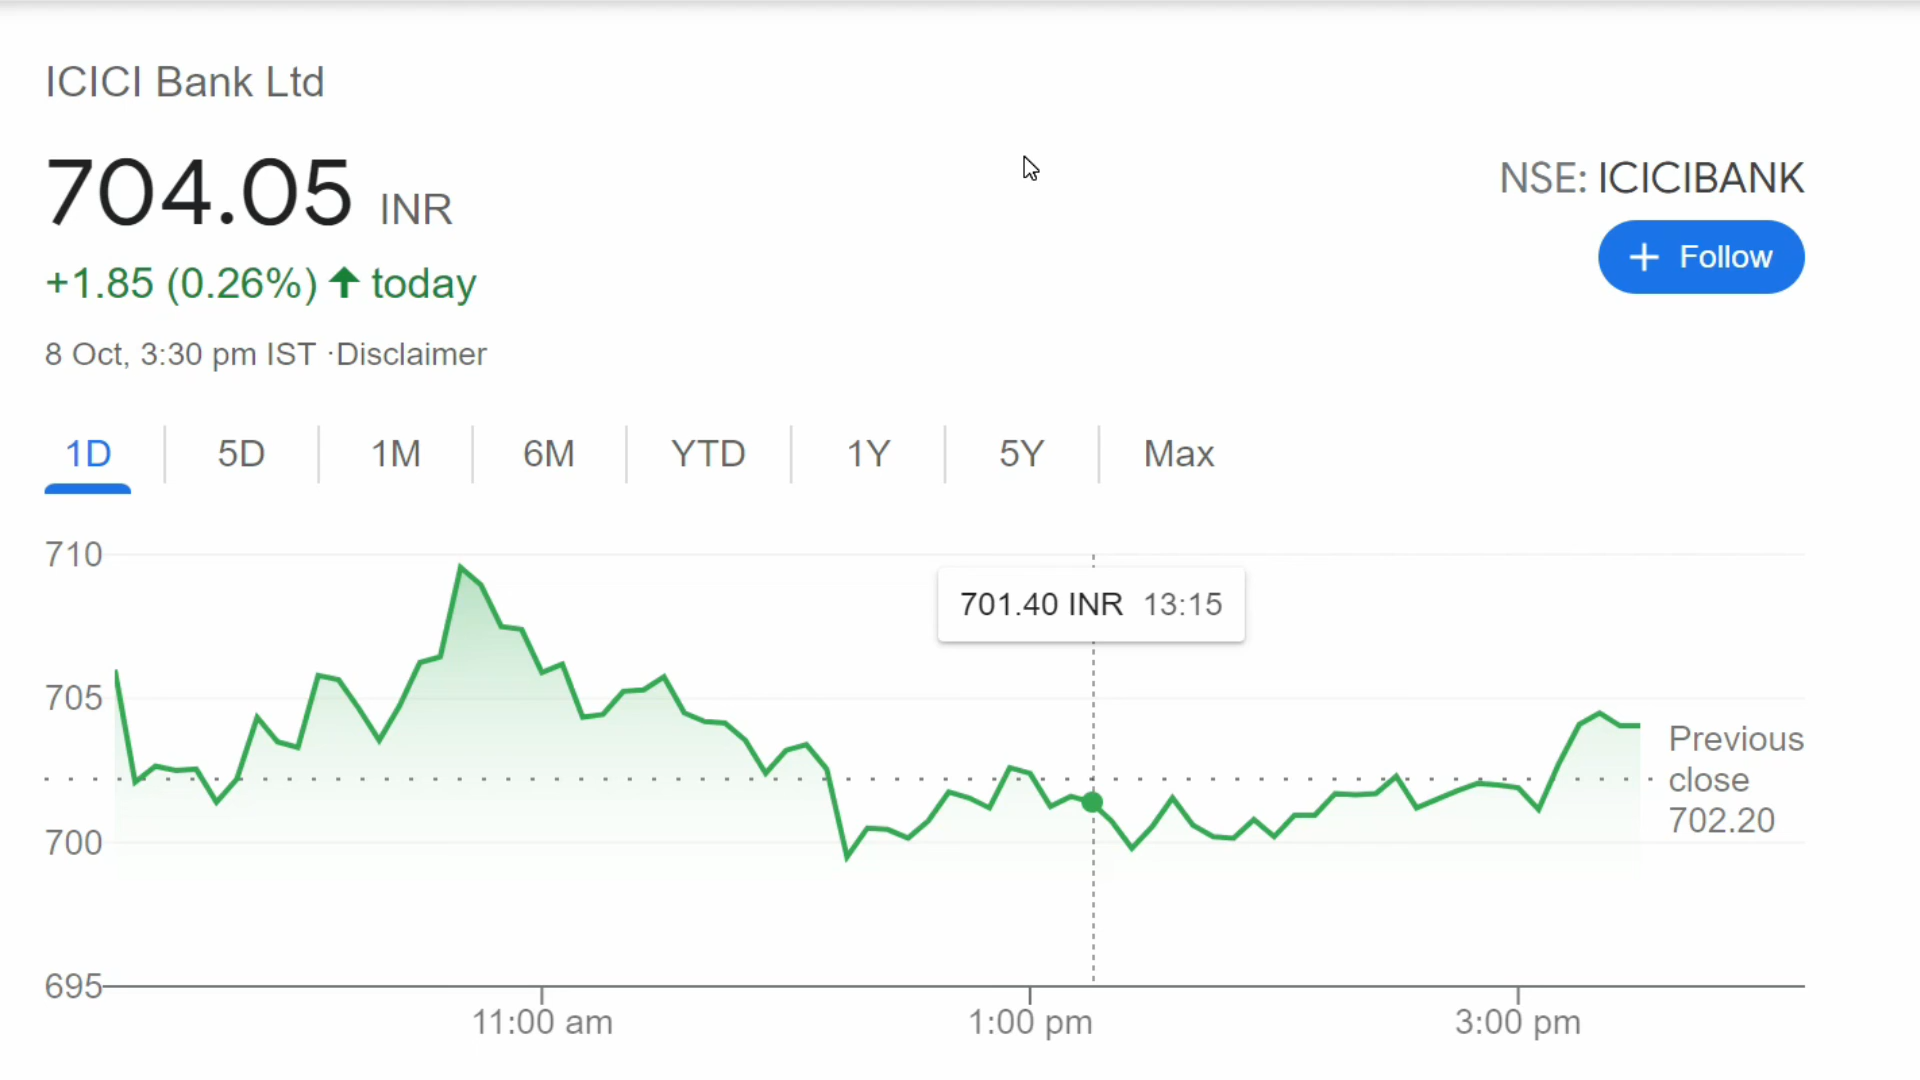 ICICI Bank Ltd
704.05 INR
+1.85 (0.26%) ↑ today
8 Oct, 3:30 pm IST ·Disclaimer
NSE: ICICIBANK
+ Follow
1D 5D 1M 6M YTD 1Y 5Y Max
710
701.40 INR 13:15
705
Previous
close
702.20
700
695
11:00 am 1:00 pm 3:00 pm